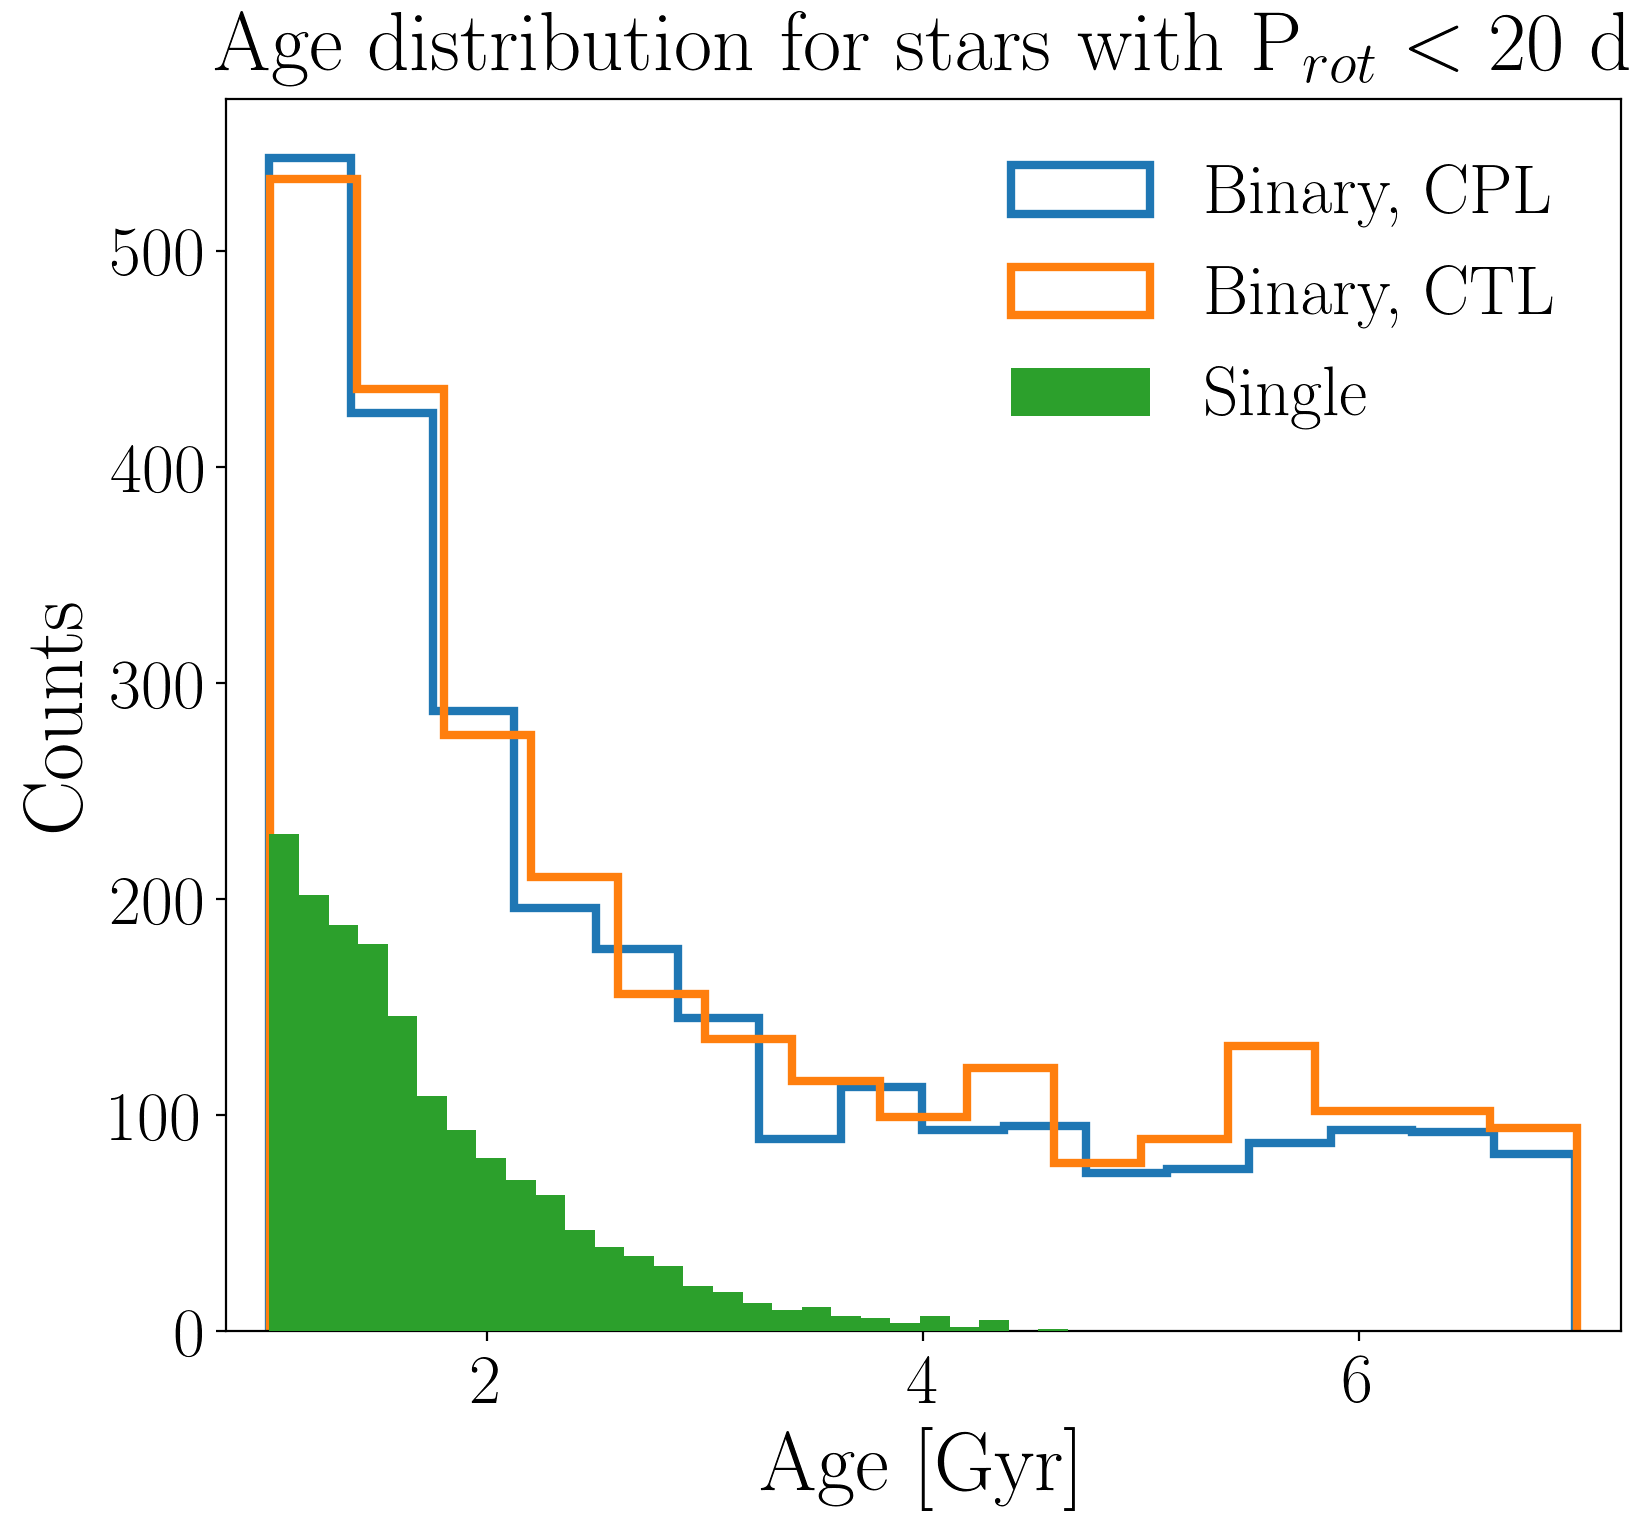 Age distribution for stars with P_rot < 20 d
Binary, CPL
Binary, CTL
Single
500
400
300
200
100
0
Counts
2 4 6
Age [Gyr]